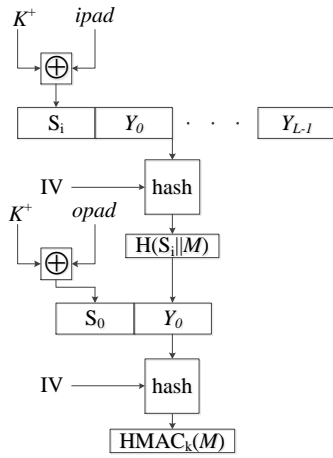 K+ ipad
⊕
Si Y0 · · · YL-1
IV hash
K+ opad
H(Si||M)
⊕
S0 Y0
IV hash
HMACk(M)